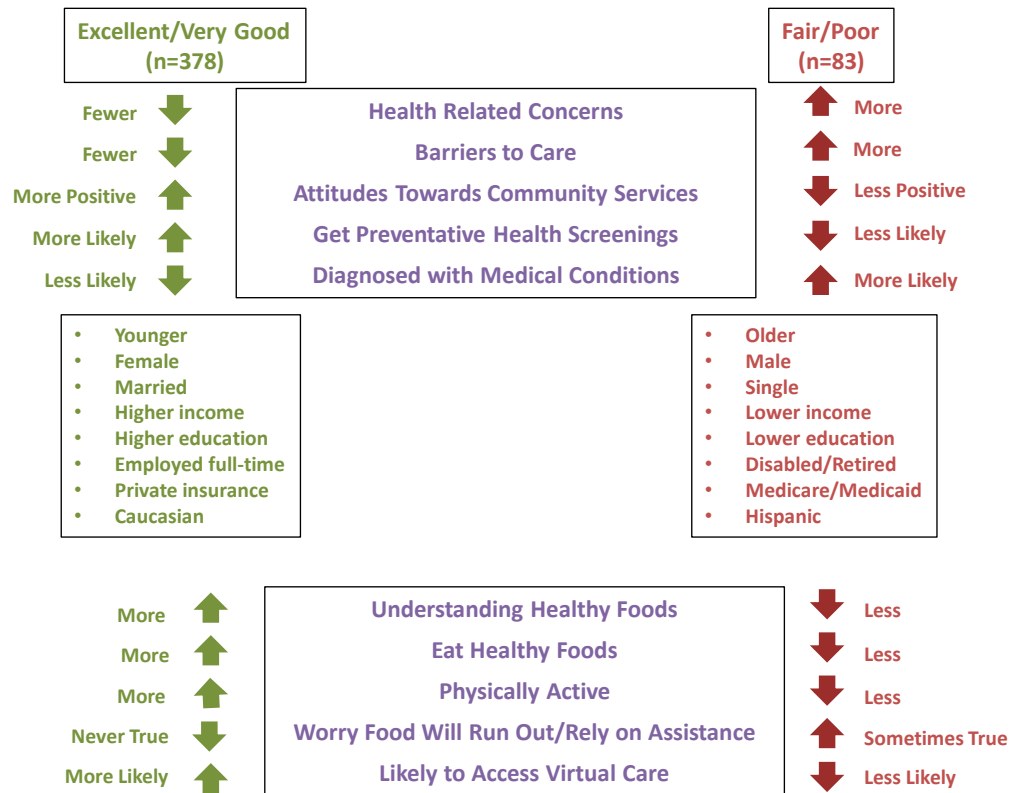 Excellent/Very Good
(n=378)
Fair/Poor
(n=83)
Fewer
Health Related Concerns
More
Fewer
Barriers to Care
More
More Positive
Attitudes Towards Community Services
Less Positive
More Likely
Get Preventative Health Screenings
Less Likely
Less Likely
Diagnosed with Medical Conditions
More Likely
• Younger
• Female
• Married
• Higher income
• Higher education
• Employed full-time
• Private insurance
• Caucasian
• Older
• Male
• Single
• Lower income
• Lower education
• Disabled/Retired
• Medicare/Medicaid
• Hispanic
More
Understanding Healthy Foods
Less
More
Eat Healthy Foods
Less
More
Physically Active
Less
Never True
Worry Food Will Run Out/Rely on Assistance
Sometimes True
More Likely
Likely to Access Virtual Care
Less Likely